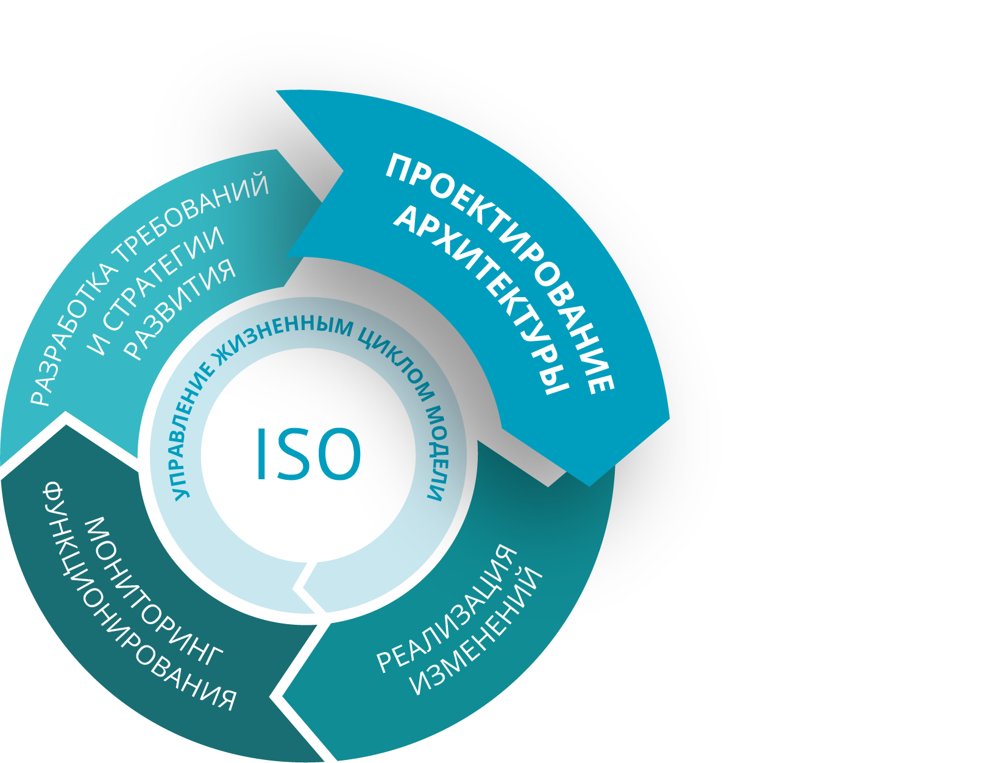 ПРОЕКТИРОВАНИЕ
АРХИТЕКТУРЫ
РАЗРАБОТКА ТРЕБОВАНИЙ
И СТРАТЕГИИ
РАЗВИТИЯ
УПРАВЛЕНИЕ ЖИЗНЕННЫМ ЦИКЛОМ МОДЕЛИ
ISO
РЕАЛИЗАЦИЯ
ИЗМЕНЕНИЙ
МОНИТОРИНГ
ФУНКЦИОНИРОВАНИЯ